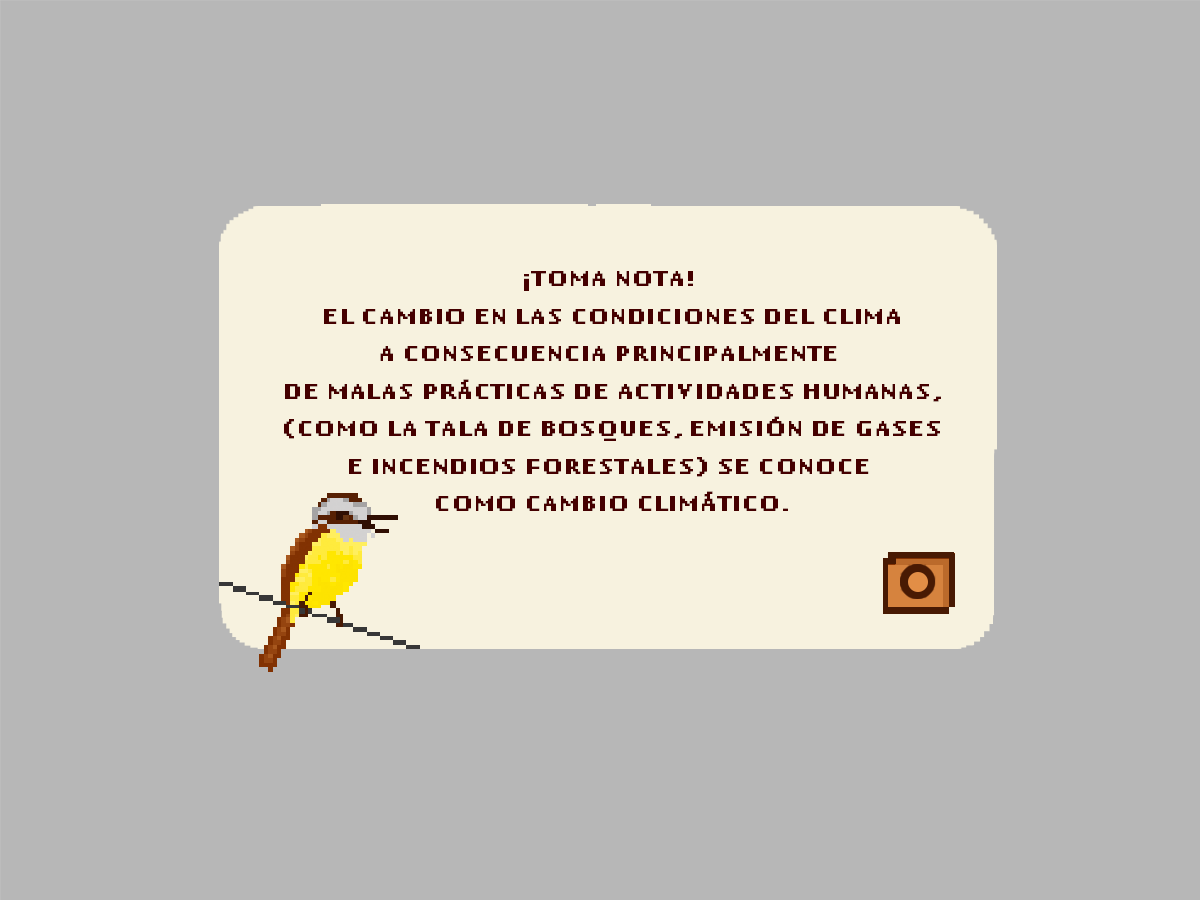 ¡TOMA NOTA!
EL CAMBIO EN LAS CONDICIONES DEL CLIMA
A CONSECUENCIA PRINCIPALMENTE
DE MALAS PRÁCTICAS DE ACTIVIDADES HUMANAS,
(COMO LA TALA DE BOSQUES, EMISIÓN DE GASES
E INCENDIOS FORESTALES) SE CONOCE
COMO CAMBIO CLIMÁTICO.